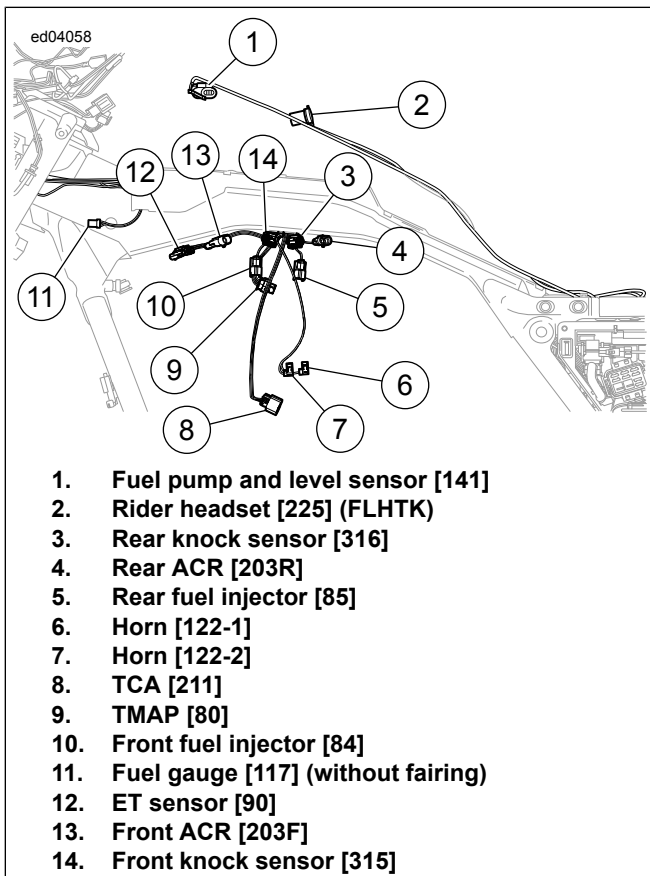 ed04058
1
2
13
14
3
12
4
11
10
5
9
6
8
7
1. Fuel pump and level sensor [141]
2. Rider headset [225] (FLHTK)
3. Rear knock sensor [316]
4. Rear ACR [203R]
5. Rear fuel injector [85]
6. Horn [122-1]
7. Horn [122-2]
8. TCA [211]
9. TMAP [80]
10. Front fuel injector [84]
11. Fuel gauge [117] (without fairing)
12. ET sensor [90]
13. Front ACR [203F]
14. Front knock sensor [315]